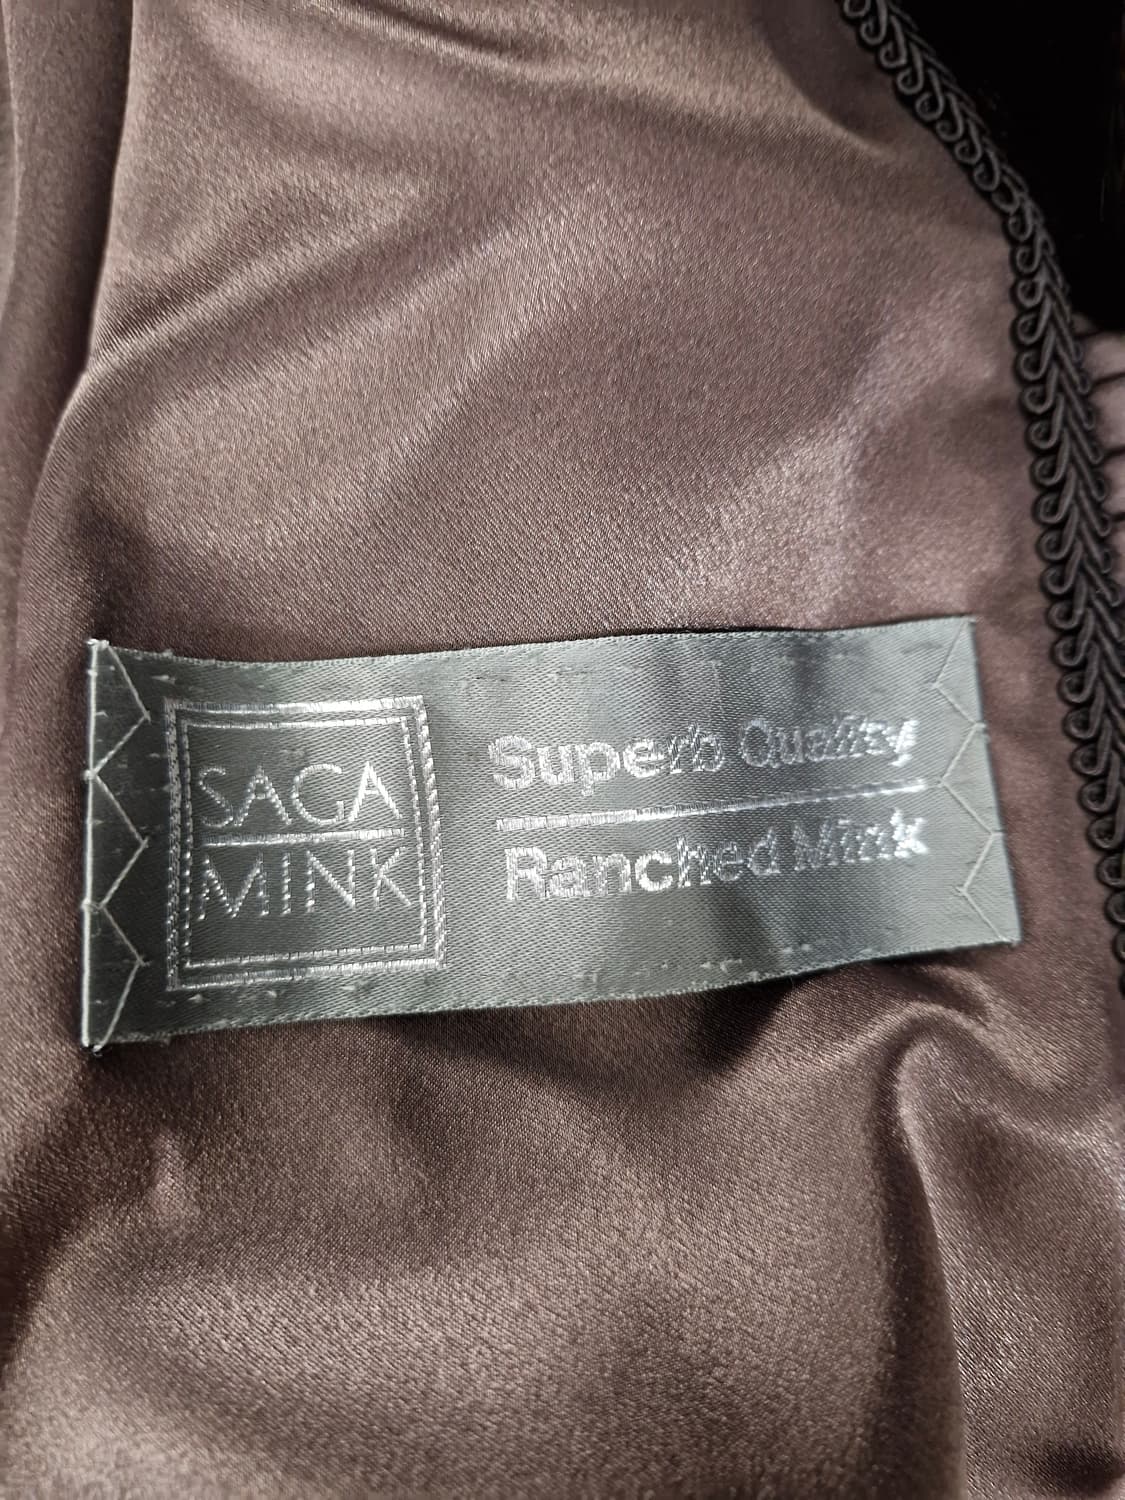 SAGA
MINK
Superb Quality
Ranched Mink